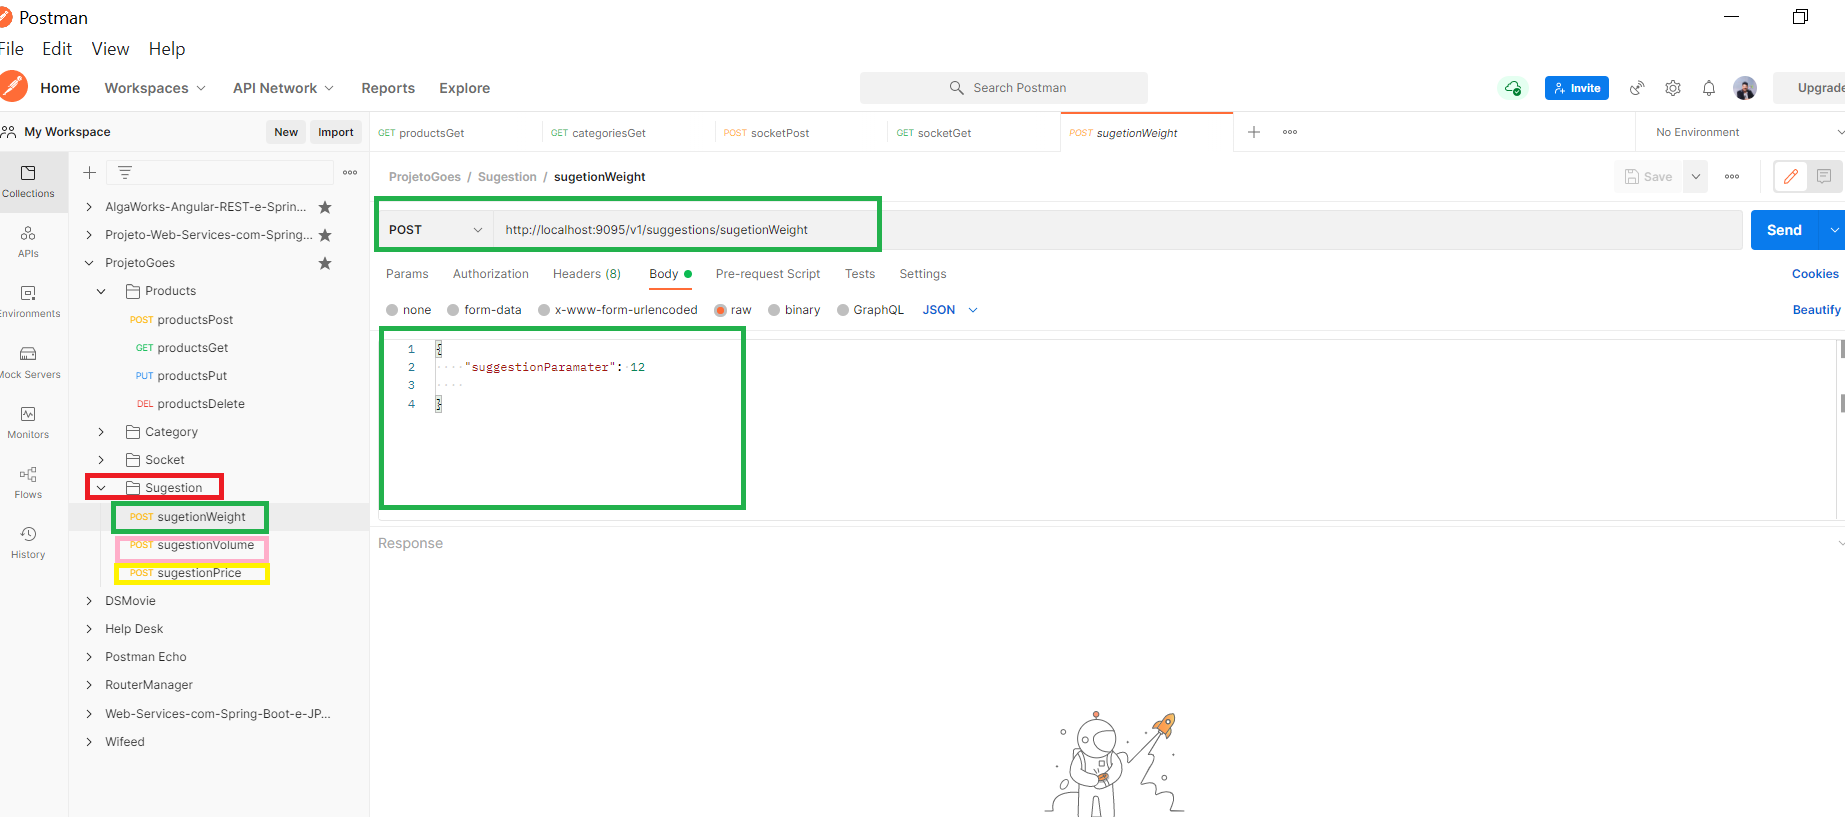 Postman
File Edit View Help
Home Workspaces API Network Reports Explore Search Postman Invite Upgrade
My Workspace New Import GET productsGet GET categoriesGet POST socketPost GET socketGet POST sugetionWeight No Environment
ProjetoGoes / Sugestion / sugetionWeight Save
Collections
APIs
Environments
Mock Servers
Monitors
Flows
History
AlgaWorks-Angular-REST-e-Sprin...
Projeto-Web-Services-com-Spring...
ProjetoGoes
Products
POST productsPost
GET productsGet
PUT productsPut
DEL productsDelete
Category
Socket
Sugestion
POST sugetionWeight
POST sugestionVolume
POST sugestionPrice
DSMovie
Help Desk
Postman Echo
RouterManager
Web-Services-com-Spring-Boot-e-JP...
Wifeed
POST http://localhost:9095/v1/suggestions/sugetionWeight Send
Params Authorization Headers (8) Body Pre-request Script Tests Settings Cookies
none form-data x-www-form-urlencoded raw binary GraphQL JSON Beautify
1 {
2 "suggestionParamater": 12
3
4 }
Response